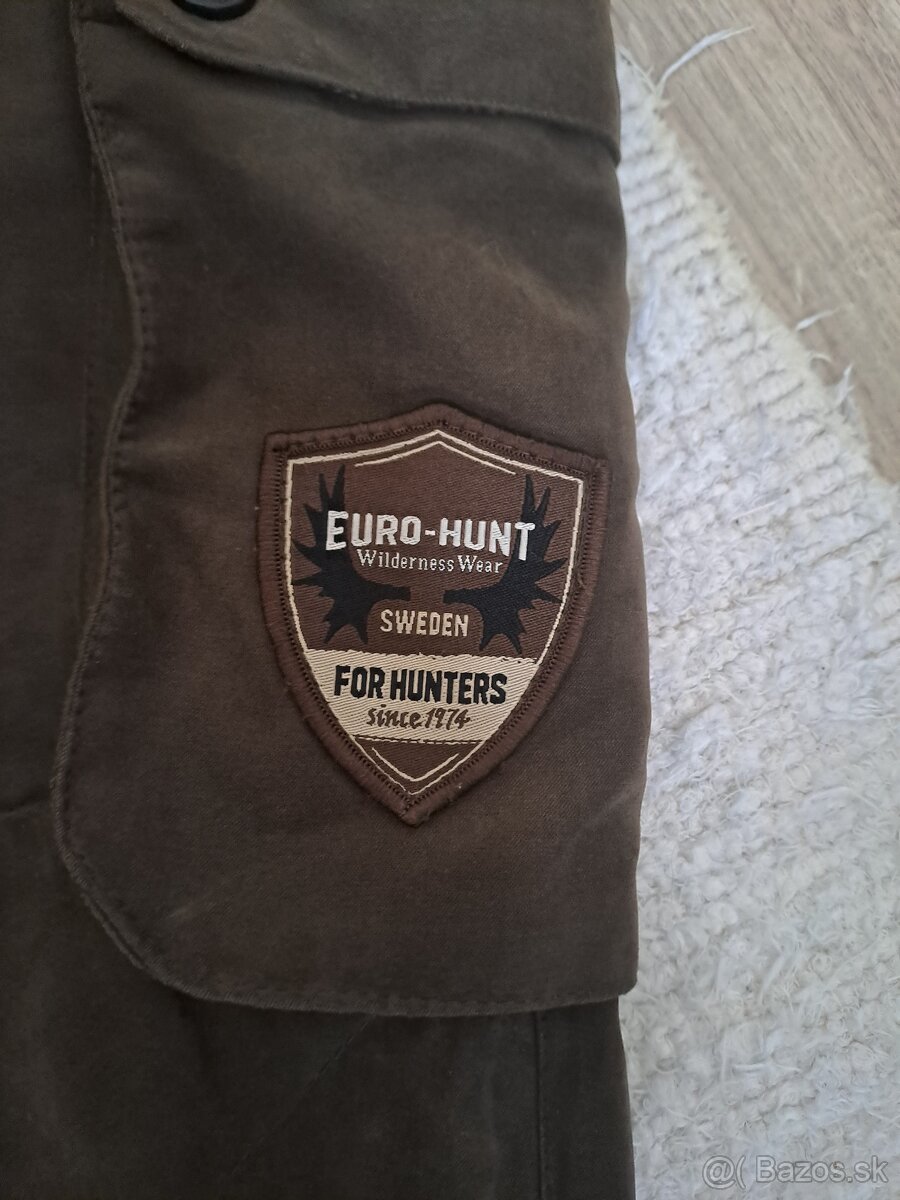 EURO-HUNT
Wilderness Wear
SWEDEN
FOR HUNTERS
since 1974
@( Bazos.sk